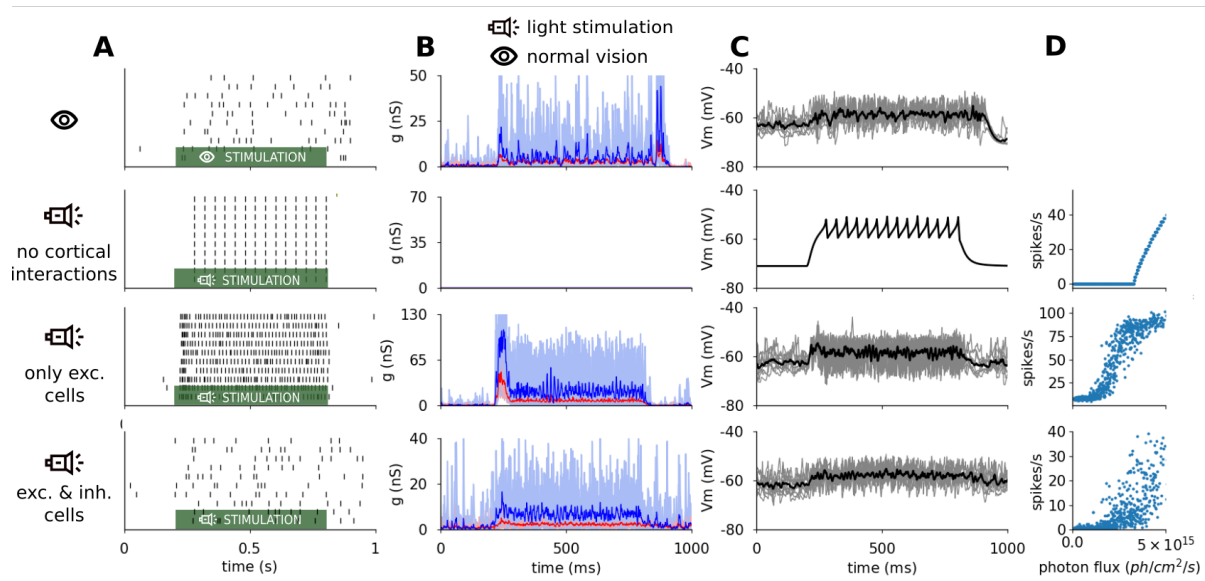 light stimulation
A
B
normal vision
C
D
50
25
0
g (nS)
-40
-60
-80
Vm (mV)
STIMULATION
no cortical
interactions
STIMULATION
70
35
0
g (nS)
-40
-60
-80
Vm (mV)
40
20
0
spikes/s
only exc.
cells
STIMULATION
130
65
0
g (nS)
-40
-60
-80
Vm (mV)
100
75
50
25
spikes/s
exc. & inh.
cells
STIMULATION
0
0.5
1
time (s)
40
20
0
g (nS)
0
500
1000
time (ms)
-40
-60
-80
Vm (mV)
0
500
1000
time (ms)
40
30
20
10
0
spikes/s
0.0
5×10¹⁵
photon flux (ph/cm²/s)